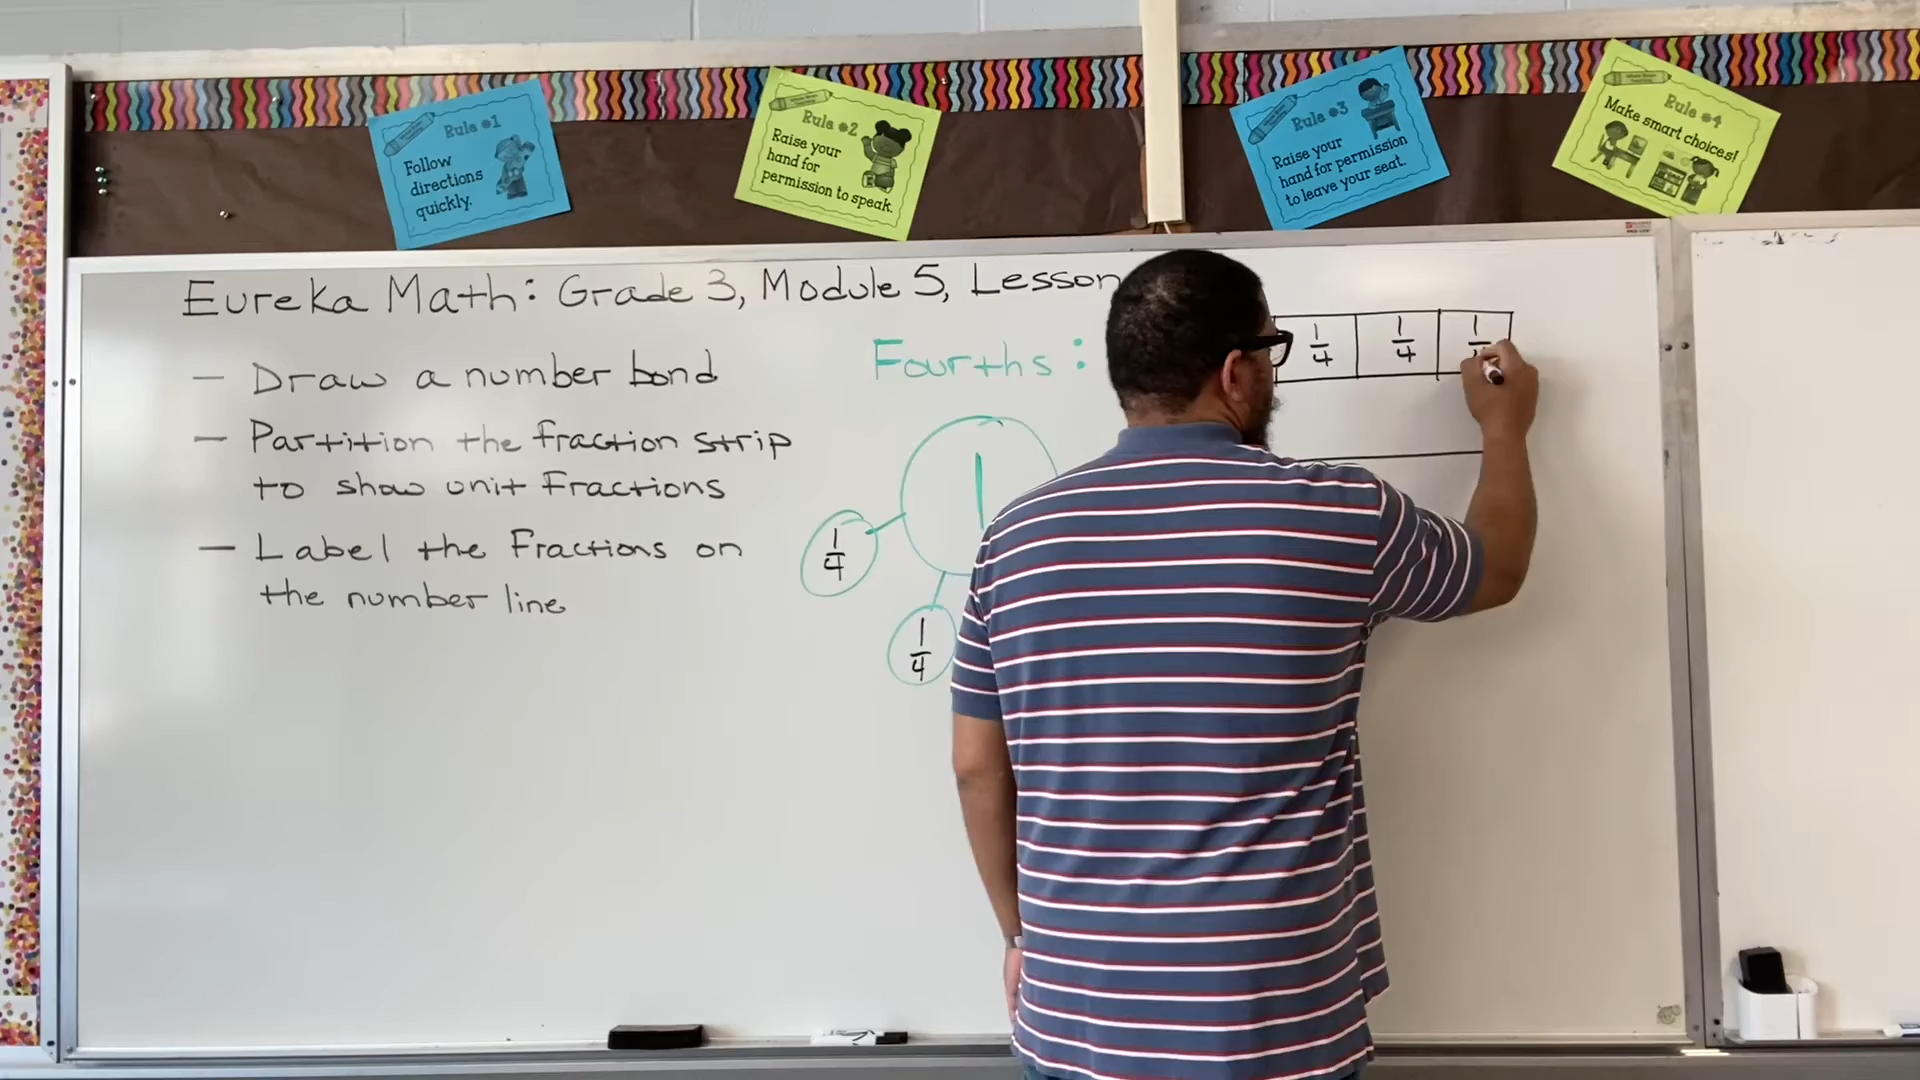 Rule #1
Follow
directions
quickly.
Rule #2
Raise your
hand for
permission to speak.
Rule #3
Raise your
hand for permission
to leave your seat.
Rule #4
Make smart choices!
Eureka Math: Grade 3, Module 5, Lesson
- Draw a number bond
- Partition the fraction strip
to show unit Fractions
- Label the Fractions on
the number line
Fourths:
1
1/4
1/4
1/4 1/4